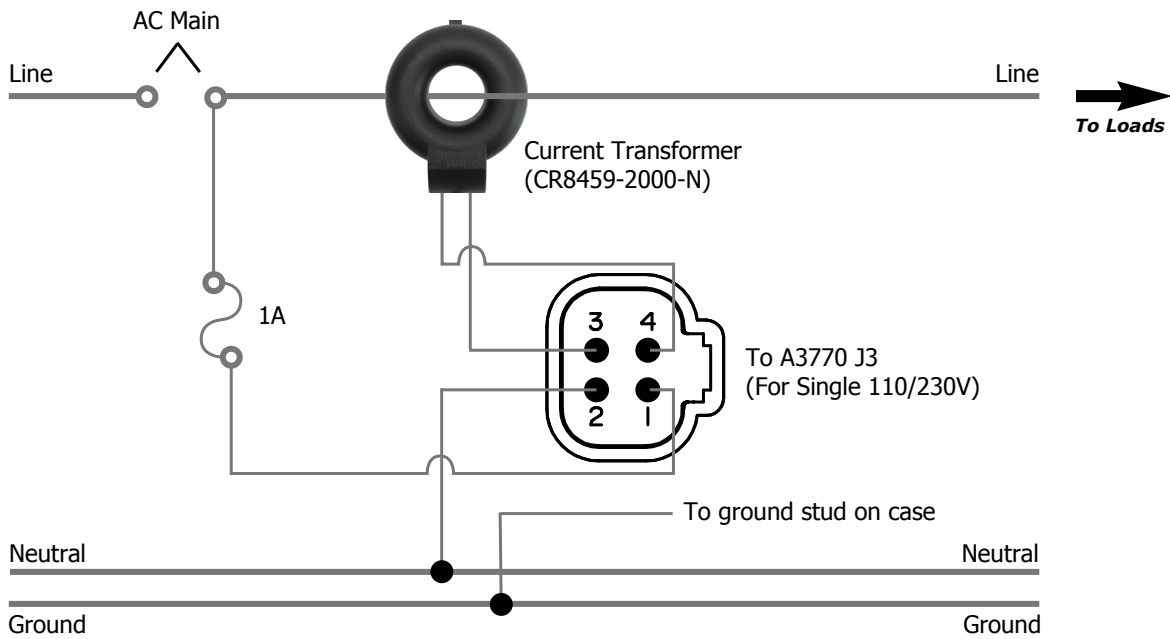 AC Main
Line
Line
To Loads
Current Transformer
(CR8459-2000-N)
1A
3 4
2 1
To A3770 J3
(For Single 110/230V)
To ground stud on case
Neutral
Neutral
Ground
Ground